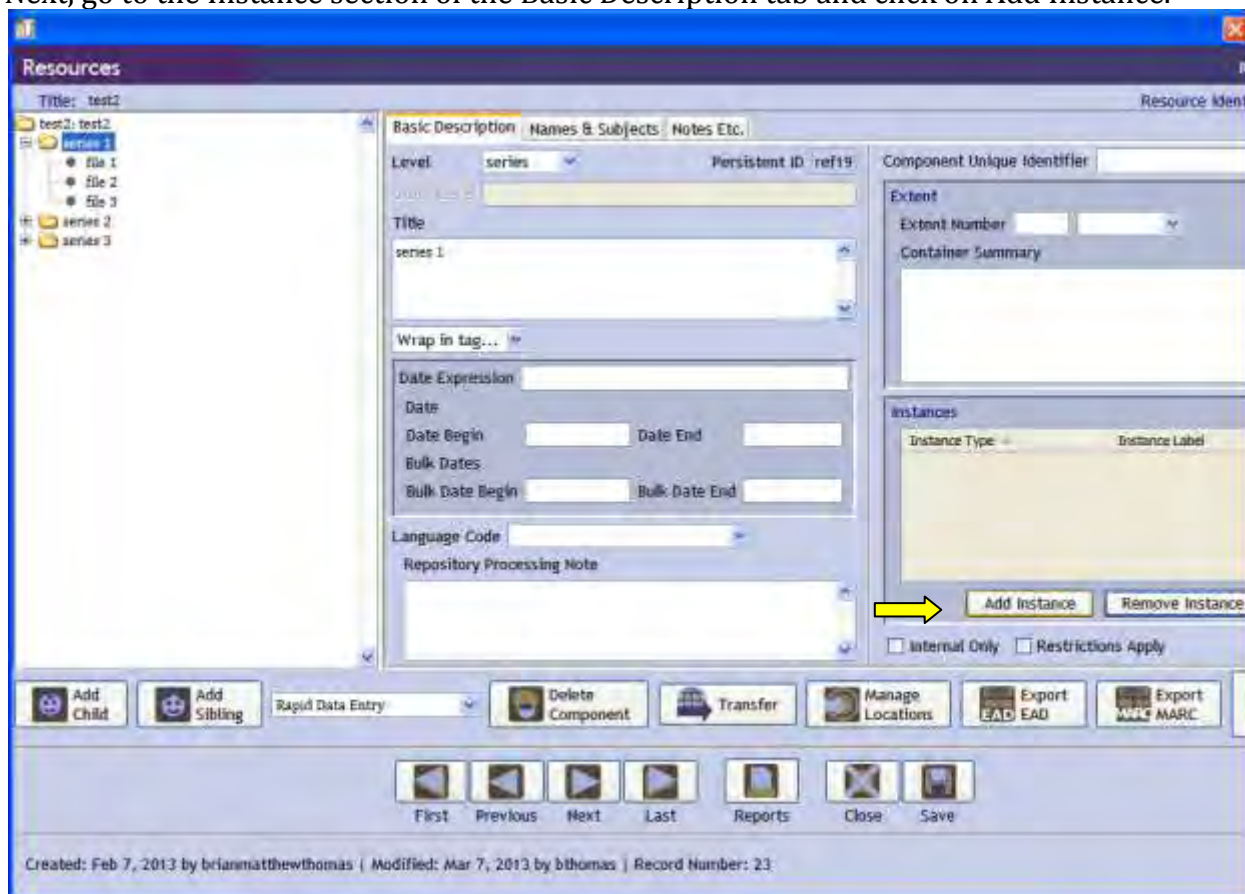 Next, go to the Instance section of the Basic Description tab and click on Add Instance.
Resources
Title: test2
Resource Ident
test2: test2
series 1
file 1
file 2
file 3
series 2
series 3
Basic Description Names & Subjects Notes Etc.
Level series Persistent ID ref19
Title
series 1
Wrap in tag...
Date Expression
Date
Date Begin Date End
Bulk Dates
Bulk Date Begin Bulk Date End
Language Code
Repository Processing Note
Component Unique Identifier
Extent
Extent Number
Container Summary
Instances
Instance Type Instance Label
Add Instance Remove Instance
Internal Only Restrictions Apply
Add Child
Add Sibling
Rapid Data Entry
Delete Component
Transfer
Manage Locations
EAD Export EAD
MARC Export MARC
First Previous Next Last Reports Close Save
Created: Feb 7, 2013 by brianmatthewthomas | Modified: Mar 7, 2013 by bthomas | Record Number: 23